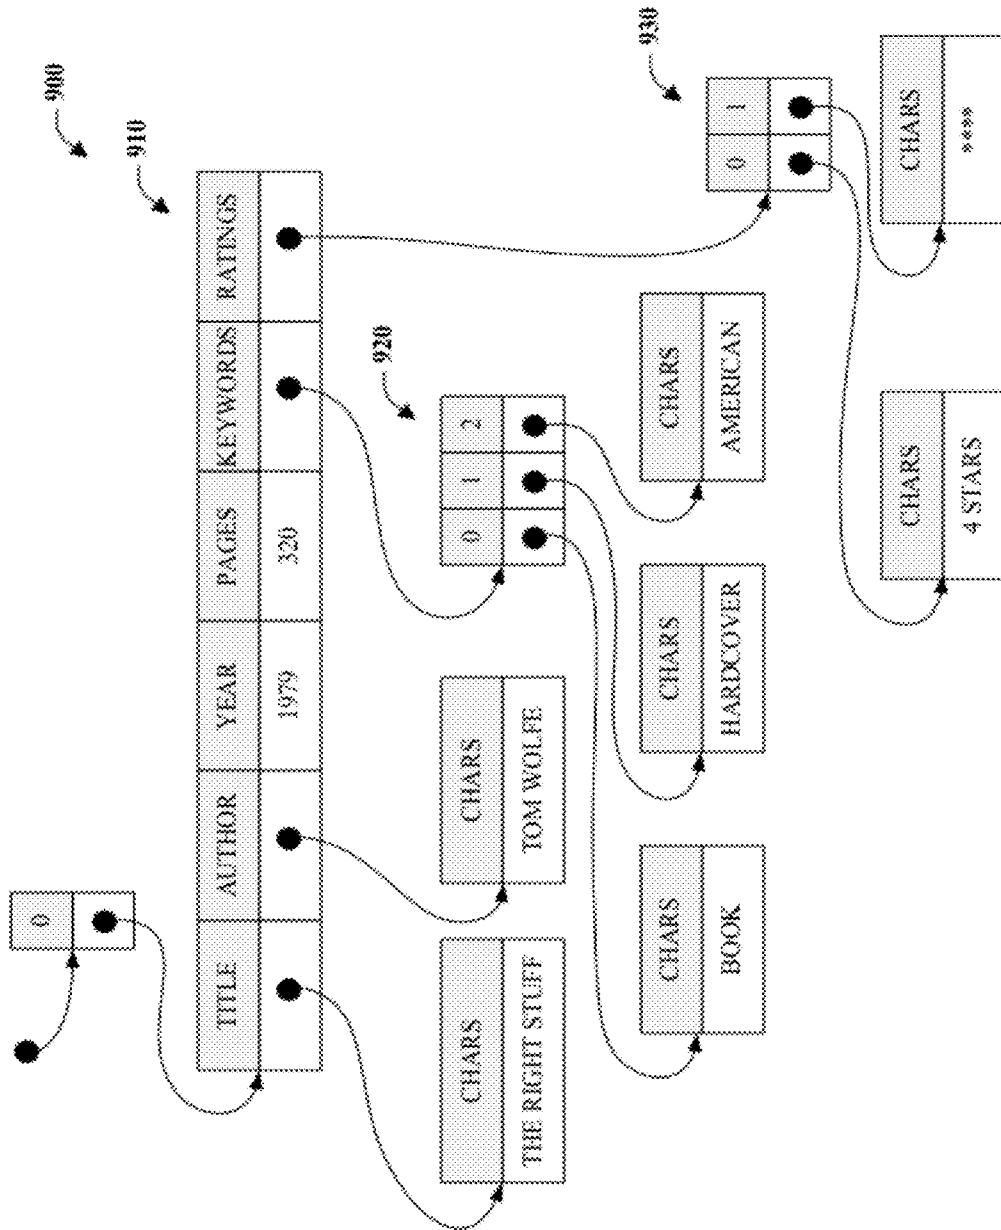 900
910
0
TITLE AUTHOR YEAR PAGES KEYWORDS RATINGS
1979 320
920
930
CHARS CHARS 0 1 2 0 1
THE RIGHT STUFF TOM WOLFE
CHARS CHARS CHARS
BOOK HARDCOVER AMERICAN
CHARS CHARS
4 STARS ****